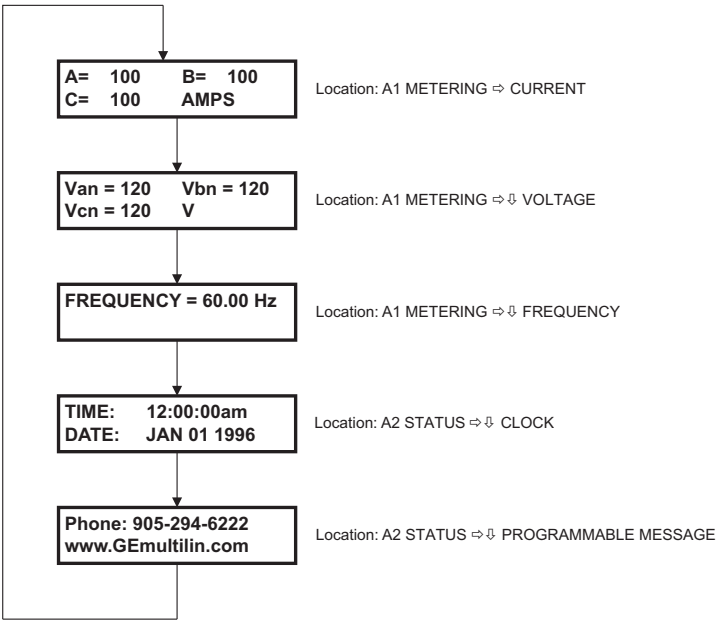 A= 100 B= 100
C= 100 AMPS
Location: A1 METERING ⇨ CURRENT
Van = 120 Vbn = 120
Vcn = 120 V
Location: A1 METERING ⇨⇩ VOLTAGE
FREQUENCY = 60.00 Hz
Location: A1 METERING ⇨⇩ FREQUENCY
TIME: 12:00:00am
DATE: JAN 01 1996
Location: A2 STATUS ⇨⇩ CLOCK
Phone: 905-294-6222
www.GEmultilin.com
Location: A2 STATUS ⇨⇩ PROGRAMMABLE MESSAGE